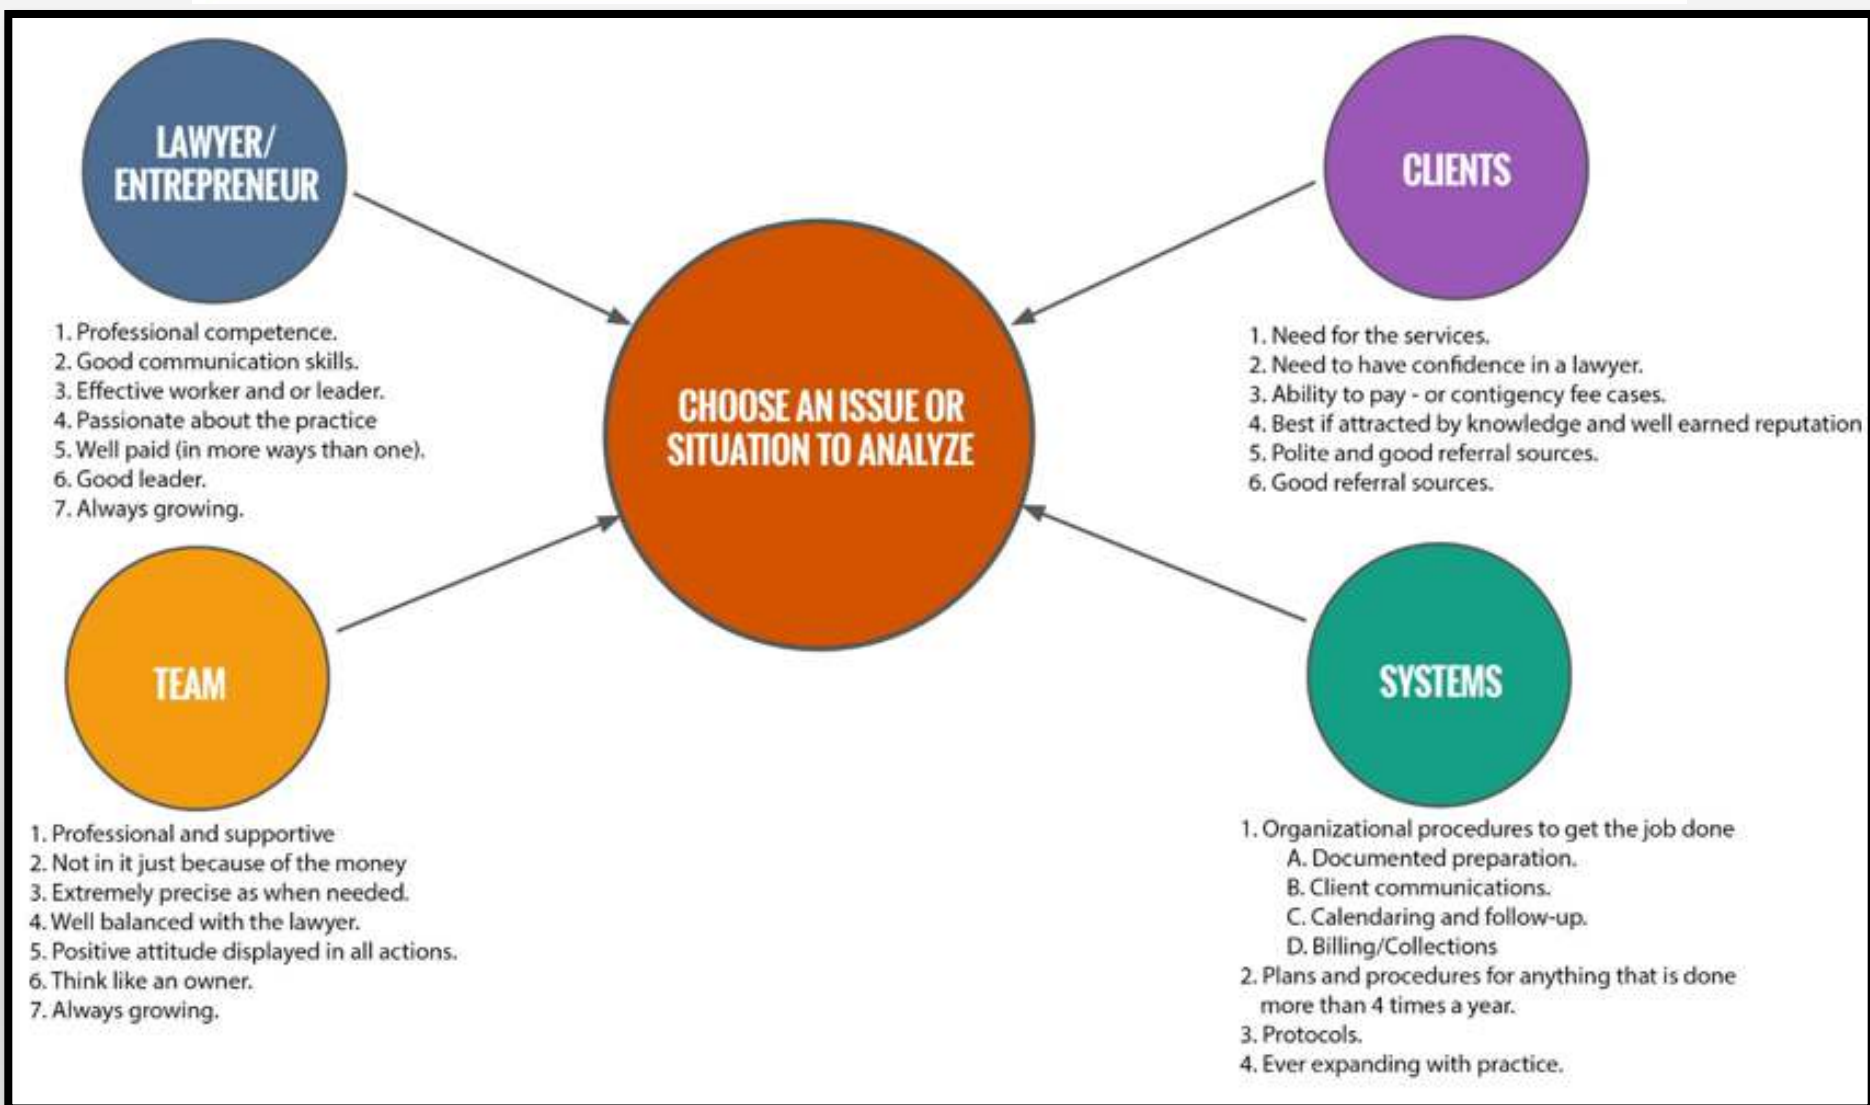 LAWYER/
ENTREPRENEUR
1. Professional competence.
2. Good communication skills.
3. Effective worker and or leader.
4. Passionate about the practice
5. Well paid (in more ways than one).
6. Good leader.
7. Always growing.
CLIENTS
1. Need for the services.
2. Need to have confidence in a lawyer.
3. Ability to pay - or contigency fee cases.
4. Best if attracted by knowledge and well earned reputation
5. Polite and good referral sources.
6. Good referral sources.
CHOOSE AN ISSUE OR
SITUATION TO ANALYZE
TEAM
1. Professional and supportive
2. Not in it just because of the money
3. Extremely precise as when needed.
4. Well balanced with the lawyer.
5. Positive attitude displayed in all actions.
6. Think like an owner.
7. Always growing.
SYSTEMS
1. Organizational procedures to get the job done
A. Documented preparation.
B. Client communications.
C. Calendaring and follow-up.
D. Billing/Collections
2. Plans and procedures for anything that is done
more than 4 times a year.
3. Protocols.
4. Ever expanding with practice.